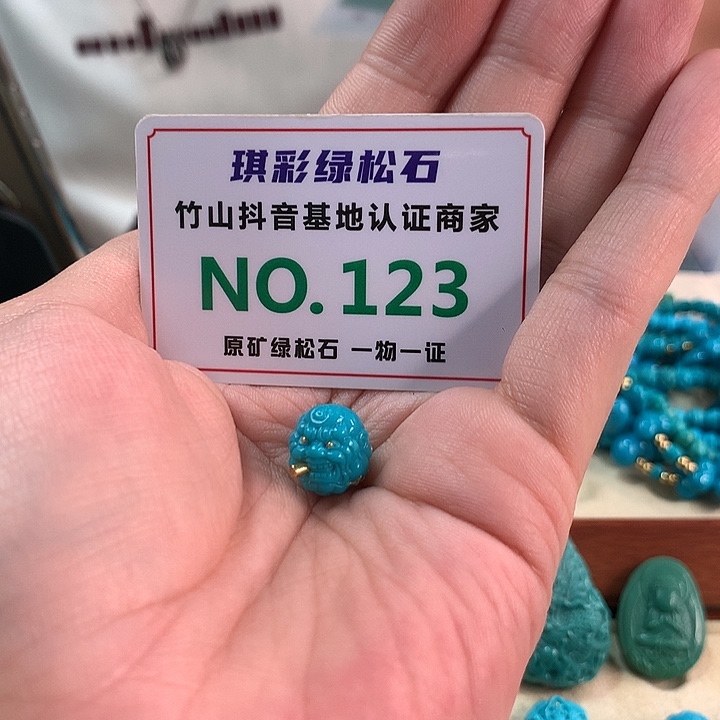 琪彩绿松石
竹山抖音基地认证商家
NO.123
原矿绿松石 一物一证